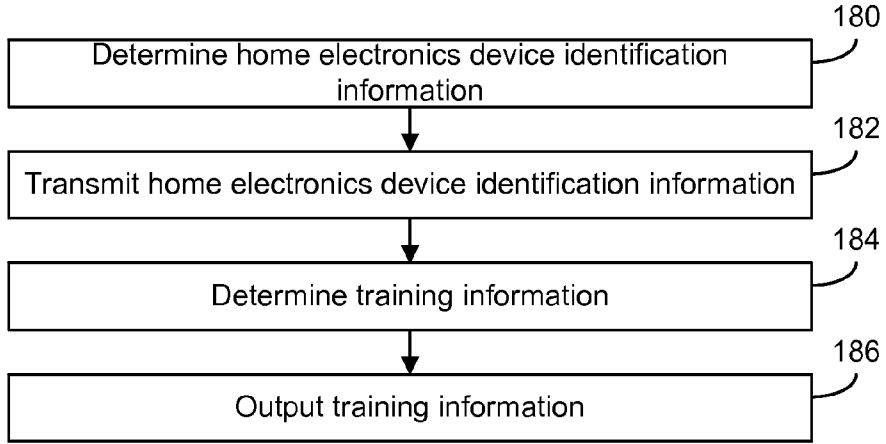 180
Determine home electronics device identification
information
182
Transmit home electronics device identification information
184
Determine training information
186
Output training information